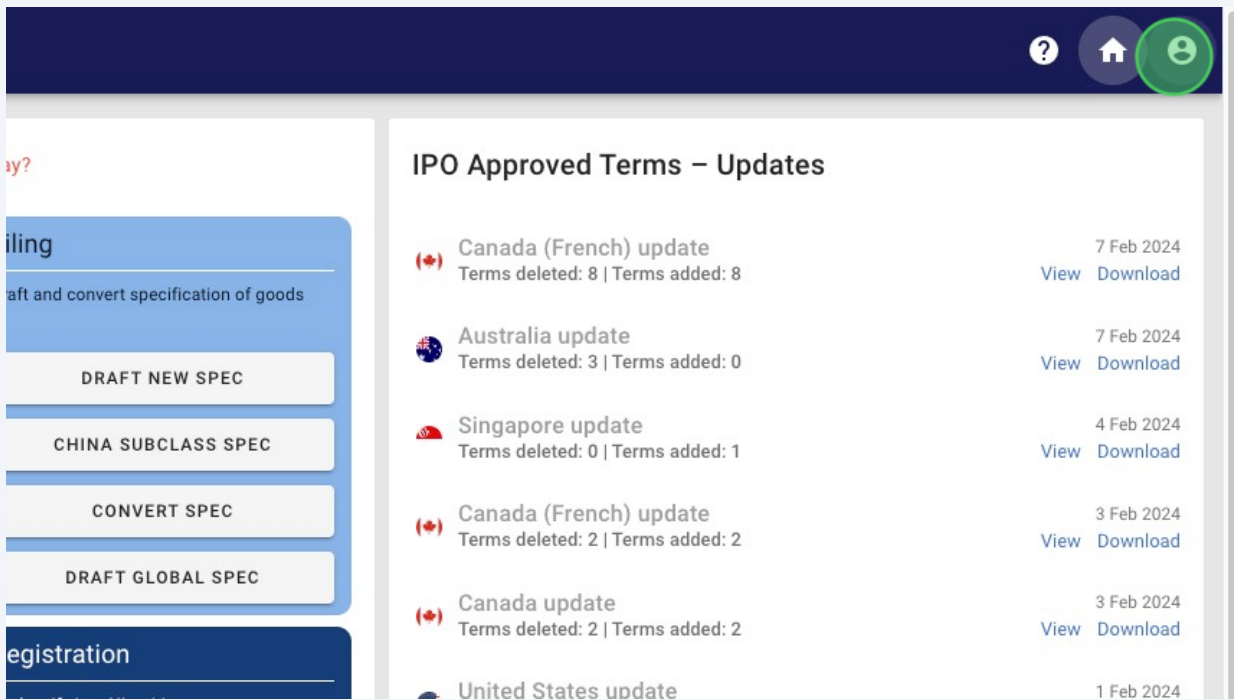 ay?
iling
raft and convert specification of goods
DRAFT NEW SPEC
CHINA SUBCLASS SPEC
CONVERT SPEC
DRAFT GLOBAL SPEC
egistration
IPO Approved Terms – Updates
Canada (French) update
7 Feb 2024
Terms deleted: 8 | Terms added: 8
View Download
Australia update
7 Feb 2024
Terms deleted: 3 | Terms added: 0
View Download
Singapore update
4 Feb 2024
Terms deleted: 0 | Terms added: 1
View Download
Canada (French) update
3 Feb 2024
Terms deleted: 2 | Terms added: 2
View Download
Canada update
3 Feb 2024
Terms deleted: 2 | Terms added: 2
View Download
United States update
1 Feb 2024